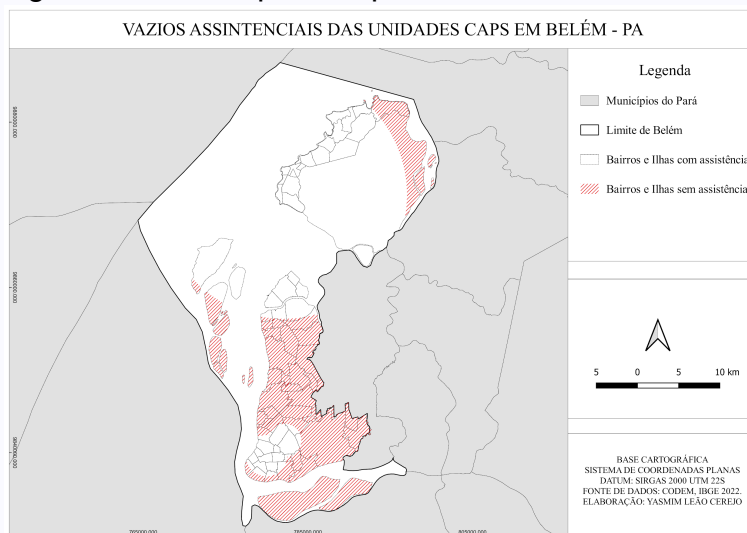 VAZIOS ASSINTENCIAIS DAS UNIDADES CAPS EM BELÉM - PA
Legenda
Municípios do Pará
Limite de Belém
Bairros e Ilhas com assistência
Bairros e Ilhas sem assistência
5 0 5 10 km
BASE CARTOGRÁFICA
SISTEMA DE COORDENADAS PLANAS
DATUM: SIRGAS 2000 UTM 22S
FONTE DE DADOS: CODEM, IBGE 2022.
ELABORAÇÃO: YASMIM LEÃO CEREJO